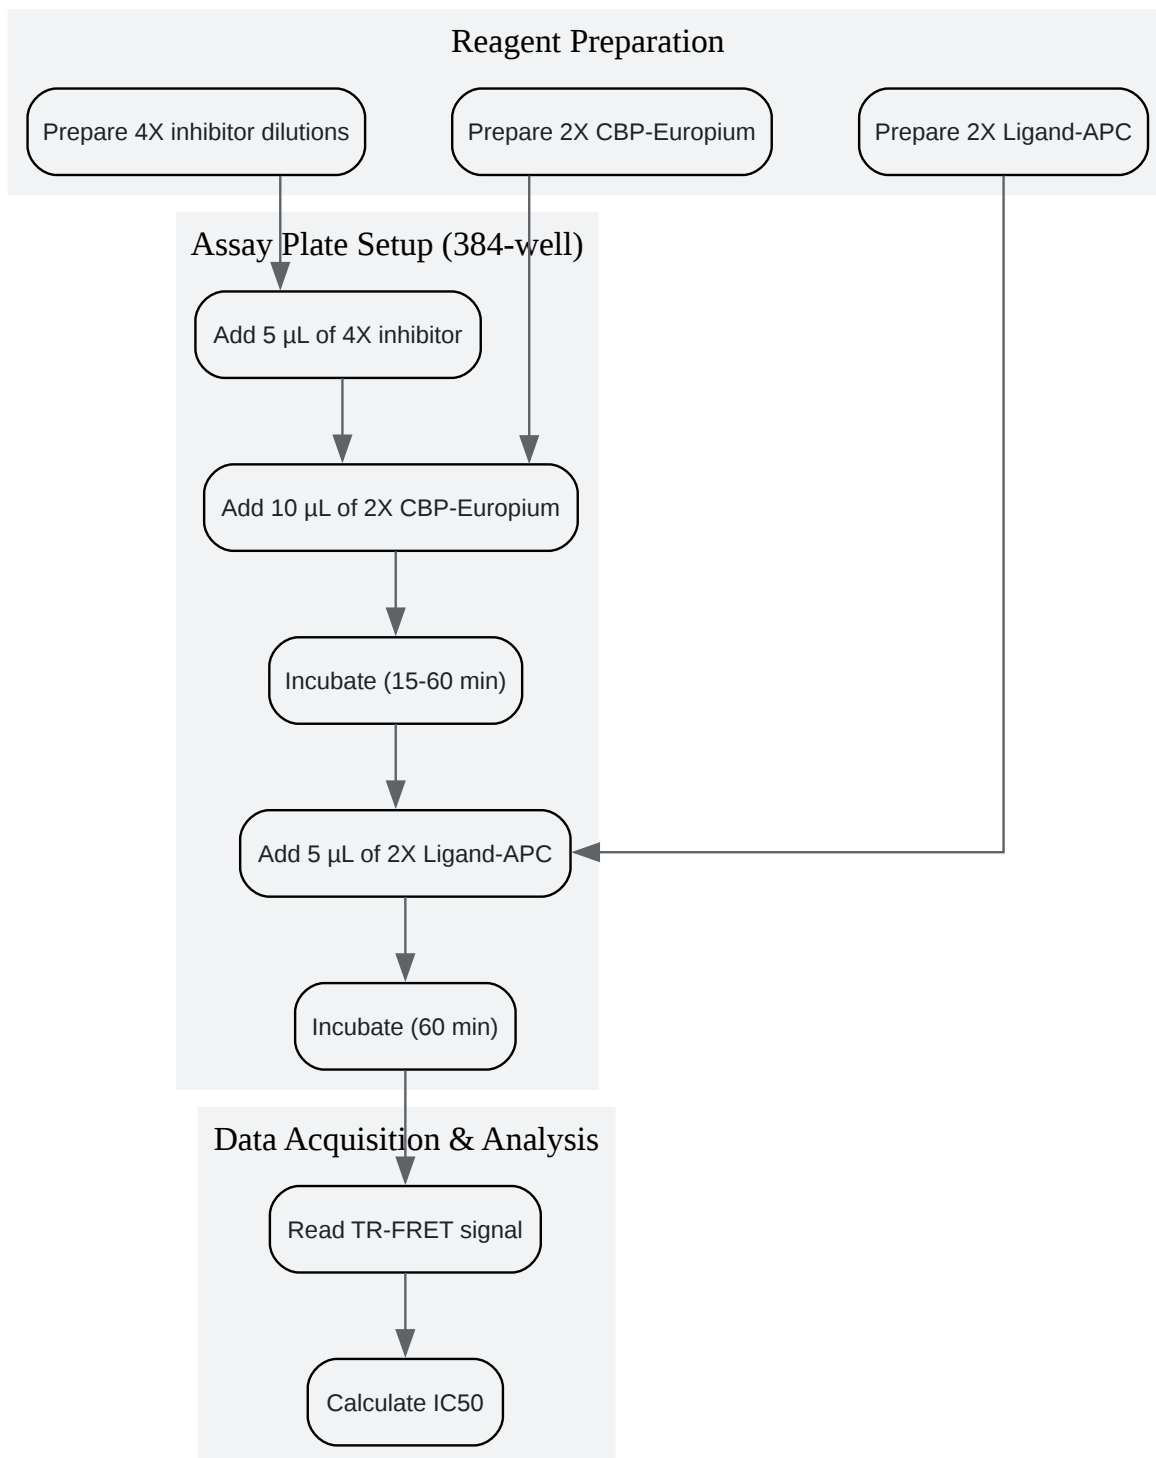 Reagent Preparation
Prepare 4X inhibitor dilutions
Prepare 2X CBP-Europium
Prepare 2X Ligand-APC
Assay Plate Setup (384-well)
Add 5 µL of 4X inhibitor
Add 10 µL of 2X CBP-Europium
Incubate (15-60 min)
Add 5 µL of 2X Ligand-APC
Incubate (60 min)
Data Acquisition & Analysis
Read TR-FRET signal
Calculate IC50